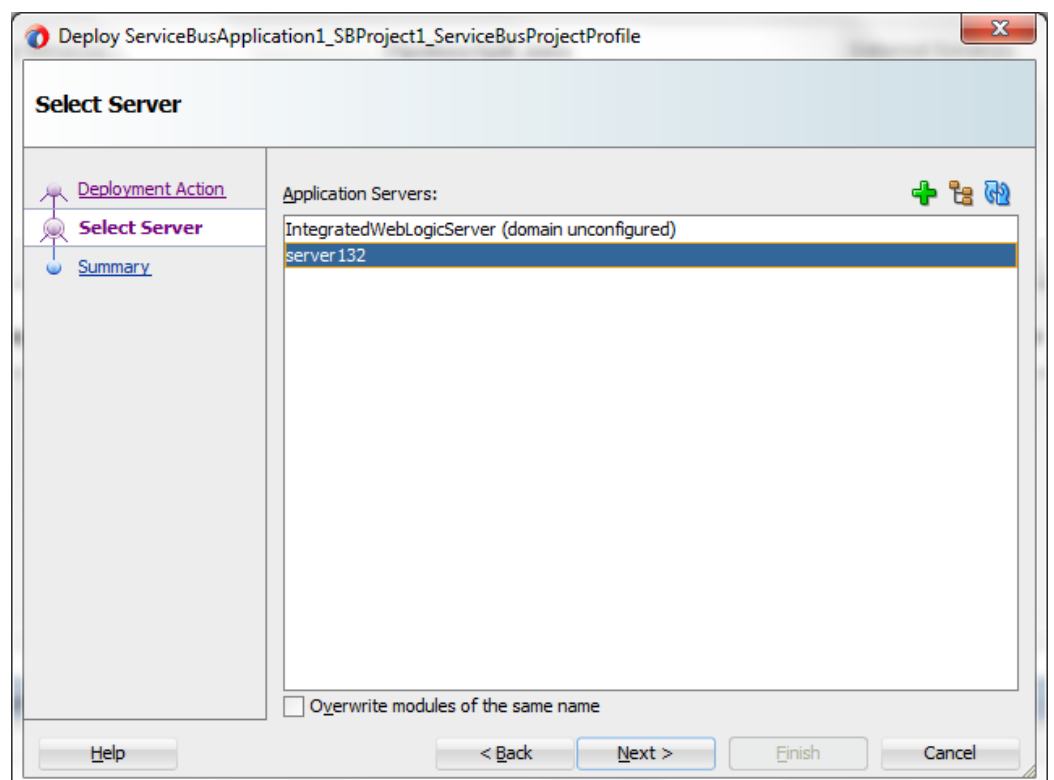 Deploy ServiceBusApplication1_SBProject1_ServiceBusProjectProfile
Select Server
Deployment Action
Select Server
Summary
Application Servers:
IntegratedWebLogicServer (domain unconfigured)
server132
Overwrite modules of the same name
Help
< Back
Next >
Finish
Cancel